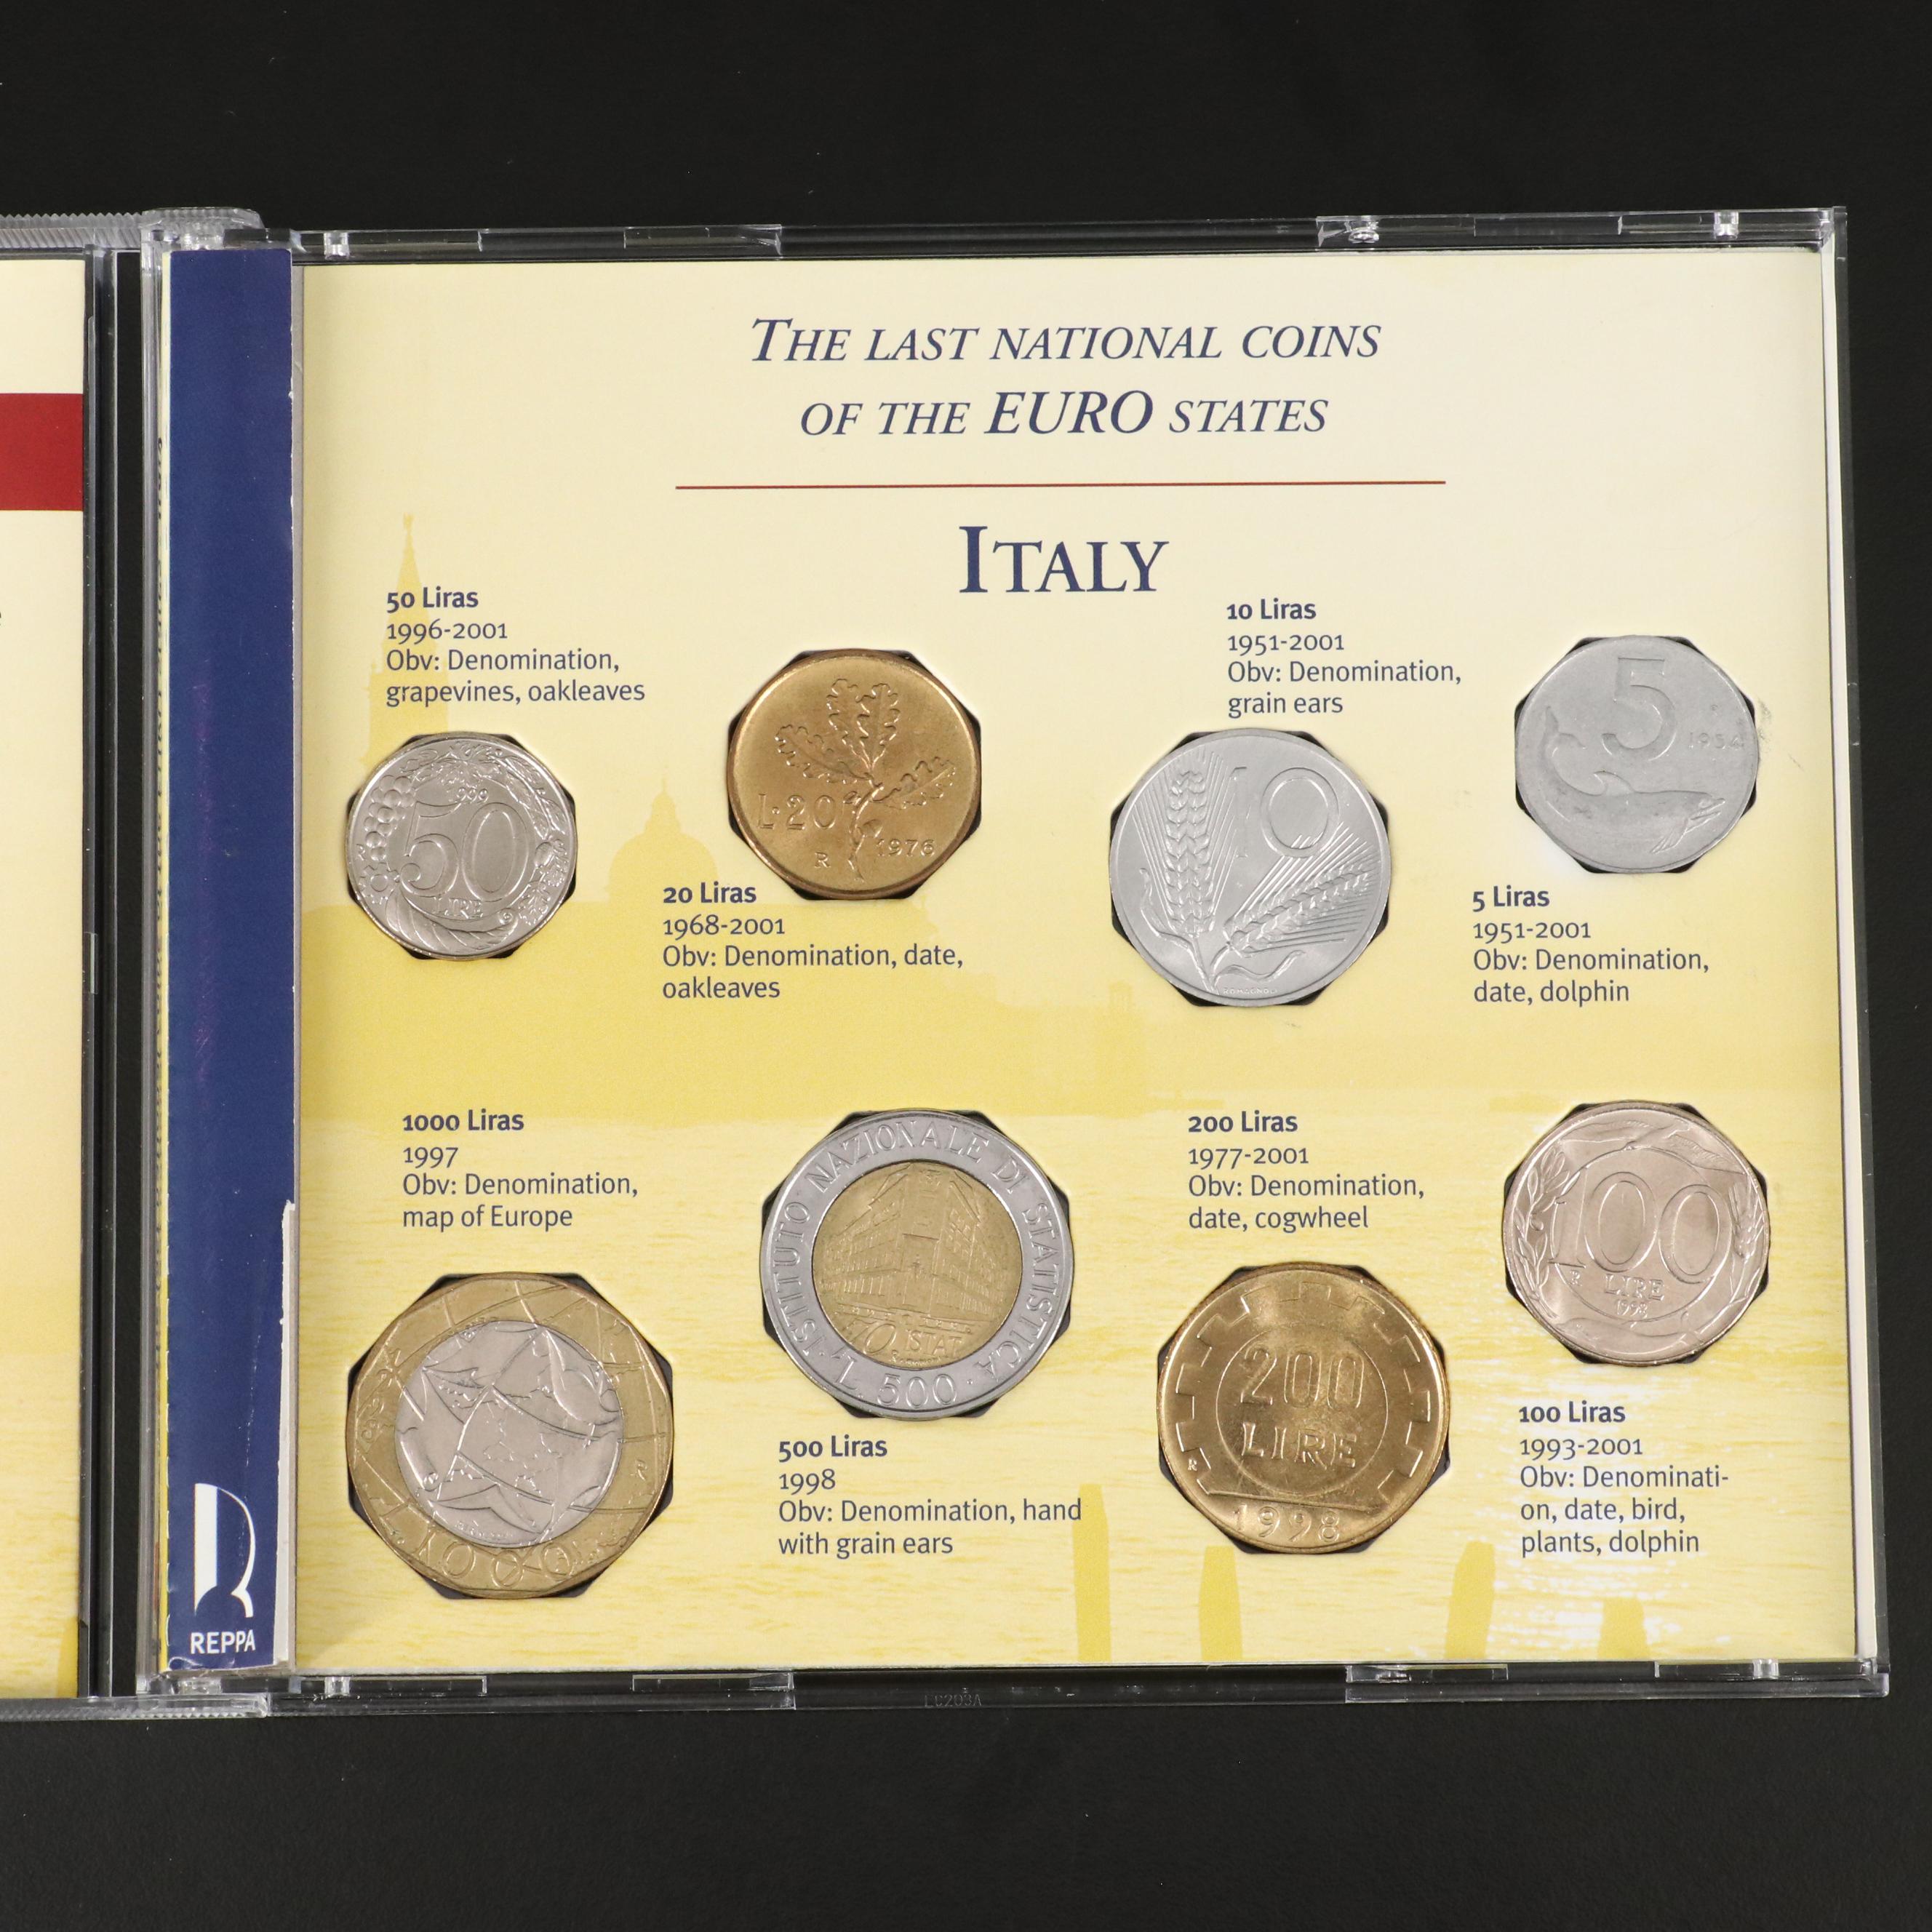 THE LAST NATIONAL COINS
OF THE EURO STATES
ITALY
50 Liras
1996-2001
Obv: Denomination,
grapevines, oakleaves
50
LIRE
L·20
R 1976
20 Liras
1968-2001
Obv: Denomination, date,
oakleaves
10 Liras
1951-2001
Obv: Denomination,
grain ears
10
ROMAGNOLI
5
1954
5 Liras
1951-2001
Obv: Denomination,
date, dolphin
1000 Liras
1997
Obv: Denomination,
map of Europe
R
ISTITUTO NAZIONALE DI STATISTICA
70 ISTAT
L. 500
500 Liras
1998
Obv: Denomination, hand
with grain ears
200 Liras
1977-2001
Obv: Denomination,
date, cogwheel
200
LIRE
R
1998
100
R LIRE
1998
100 Liras
1993-2001
Obv: Denominati-
on, date, bird,
plants, dolphin
REPPA